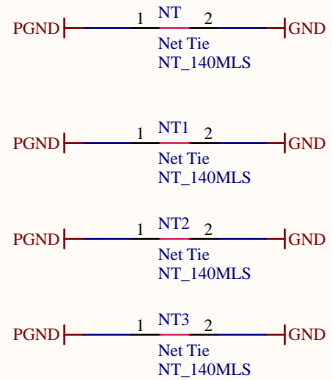 NT
PGND 1 2 GND
Net Tie
NT_140MLS
NT1
PGND 1 2 GND
Net Tie
NT_140MLS
NT2
PGND 1 2 GND
Net Tie
NT_140MLS
NT3
PGND 1 2 GND
Net Tie
NT_140MLS